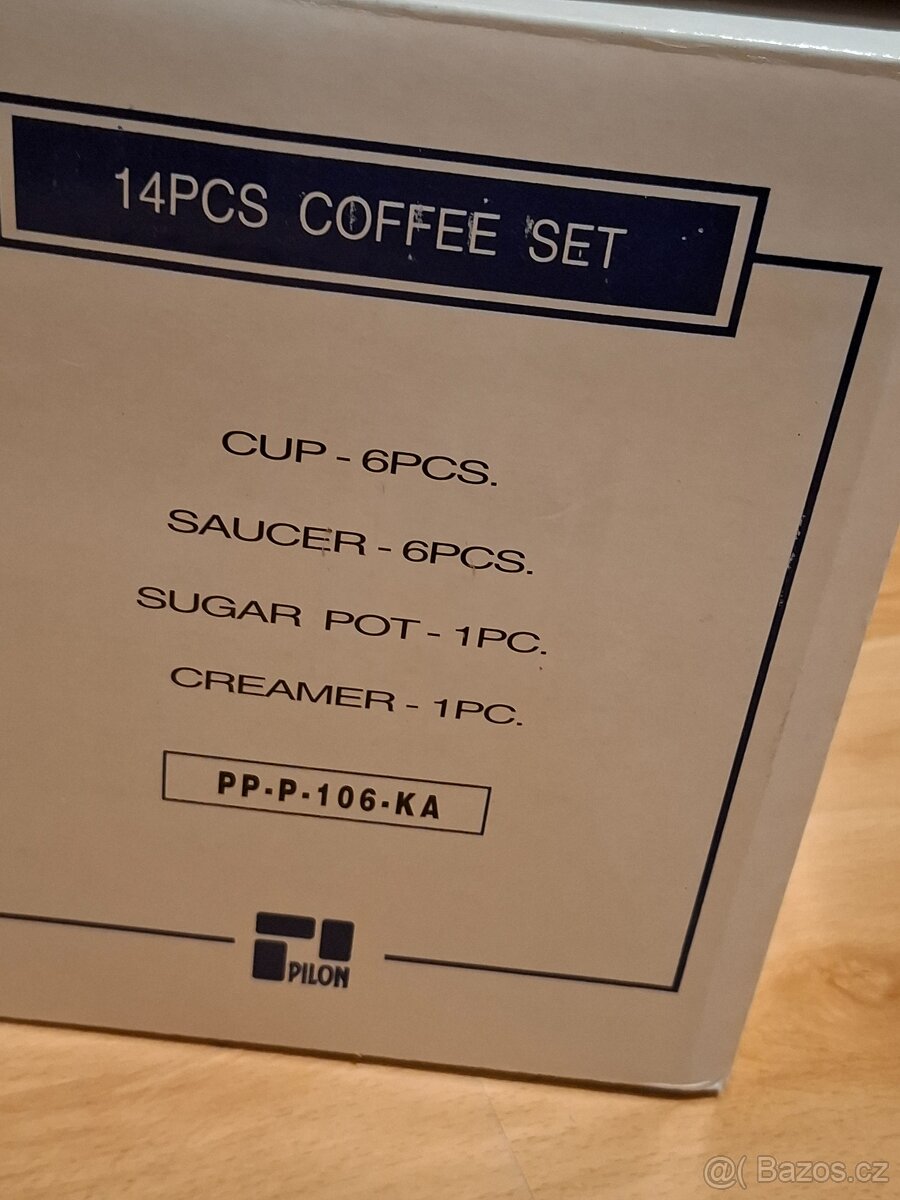 14PCS COFFEE SET
CUP - 6PCS.
SAUCER - 6PCS.
SUGAR POT - 1PC.
CREAMER - 1PC.
PP-P-106-KA
PILON
@( Bazos.cz